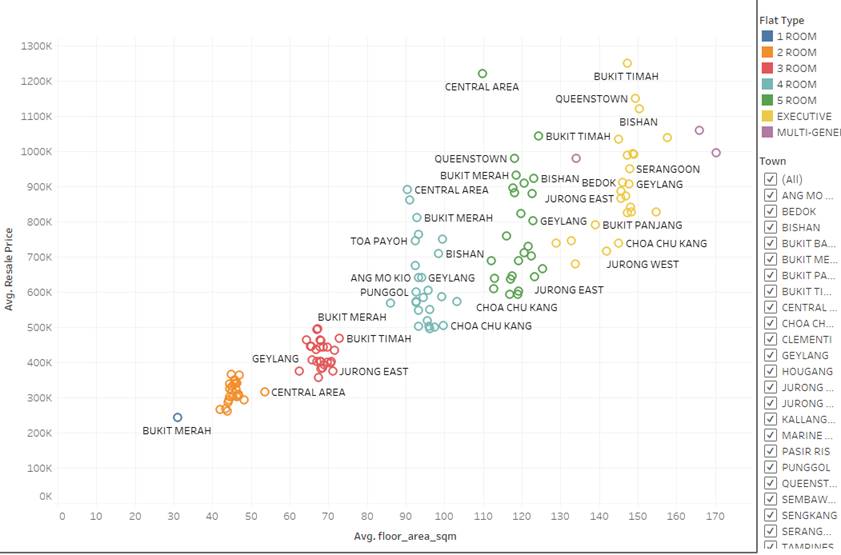 Flat Type
1 ROOM
2 ROOM
3 ROOM
4 ROOM
5 ROOM
EXECUTIVE
MULTI-GENE
Town
(All)
ANG MO ...
BEDOK
BISHAN
BUKIT BA...
BUKIT ME...
BUKIT PA...
BUKIT TI...
CENTRAL ...
CHOA CH...
CLEMENTI
GEYLANG
HOUGANG
JURONG ...
JURONG ...
KALLANG...
MARINE ...
PASIR RIS
PUNGGOL
QUEENST...
SEMBAW...
SENGKANG
SERANG...
TAMPINES
Avg. Resale Price
1300K
1200K
1100K
1000K
900K
800K
700K
600K
500K
400K
300K
200K
100K
0K
BUKIT TIMAH
CENTRAL AREA
QUEENSTOWN
BISHAN
BUKIT TIMAH
QUEENSTOWN
SERANGOON
BUKIT MERAH
BISHAN
BEDOK
GEYLANG
CENTRAL AREA
JURONG EAST
BUKIT MERAH
GEYLANG
BUKIT PANJANG
TOA PAYOH
CHOA CHU KANG
BISHAN
JURONG WEST
ANG MO KIO
GEYLANG
PUNGGOL
JURONG EAST
CHOA CHU KANG
BUKIT MERAH
CHOA CHU KANG
BUKIT TIMAH
GEYLANG
JURONG EAST
CENTRAL AREA
BUKIT MERAH
0 10 20 30 40 50 60 70 80 90 100 110 120 130 140 150 160 170
Avg. floor_area_sqm